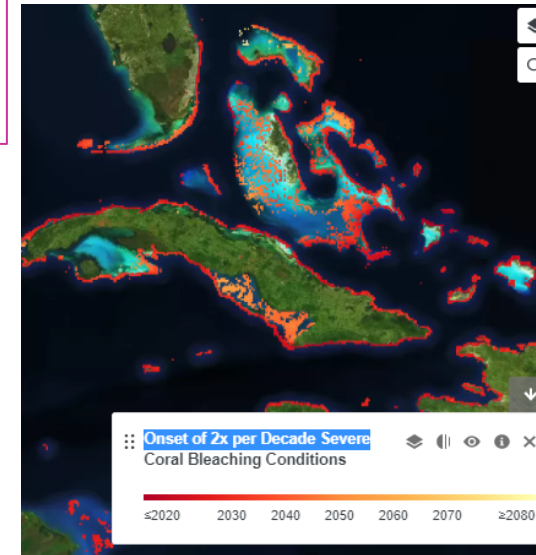 Onset of 2x per Decade Severe
Coral Bleaching Conditions
≤2020 2030 2040 2050 2060 2070 ≥2080